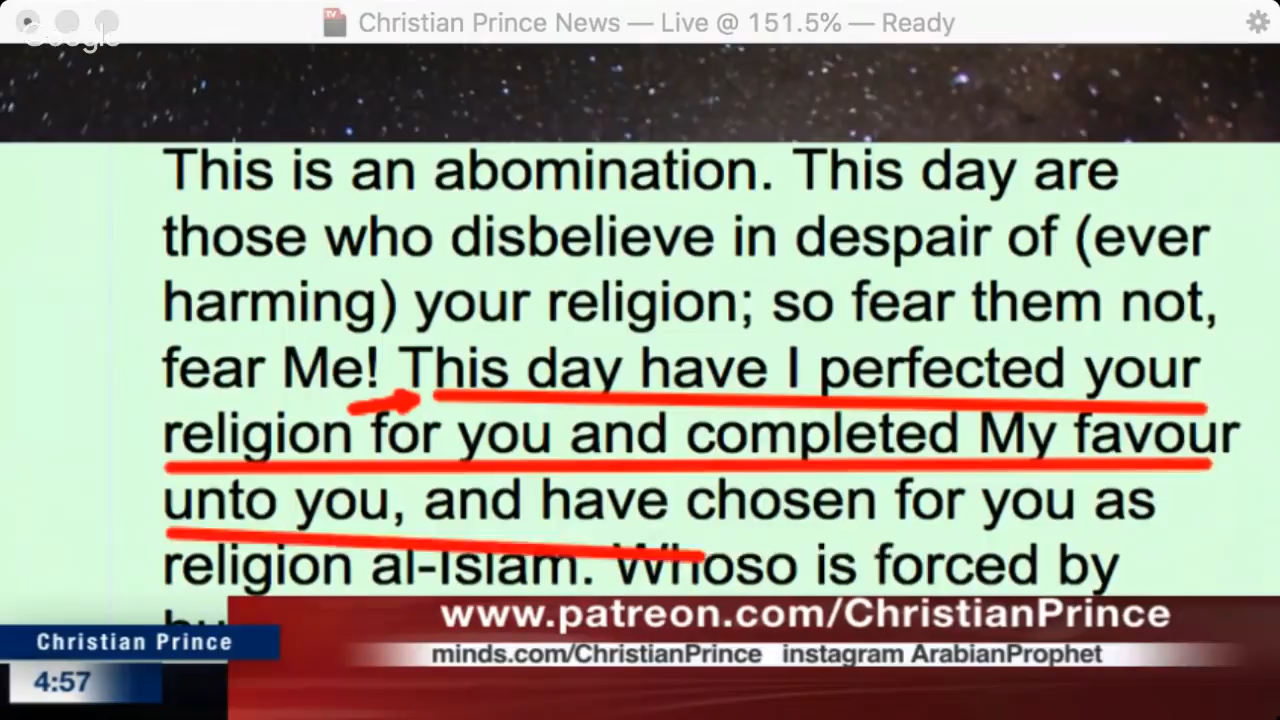 Christian Prince News — Live @ 151.5% — Ready
Google
This is an abomination. This day are
those who disbelieve in despair of (ever
harming) your religion; so fear them not,
fear Me! This day have I perfected your
religion for you and completed My favour
unto you, and have chosen for you as
religion al-Islam. Whoso is forced by
www.patreon.com/ChristianPrince
Christian Prince
minds.com/ChristianPrince instagram ArabianProphet
4:57